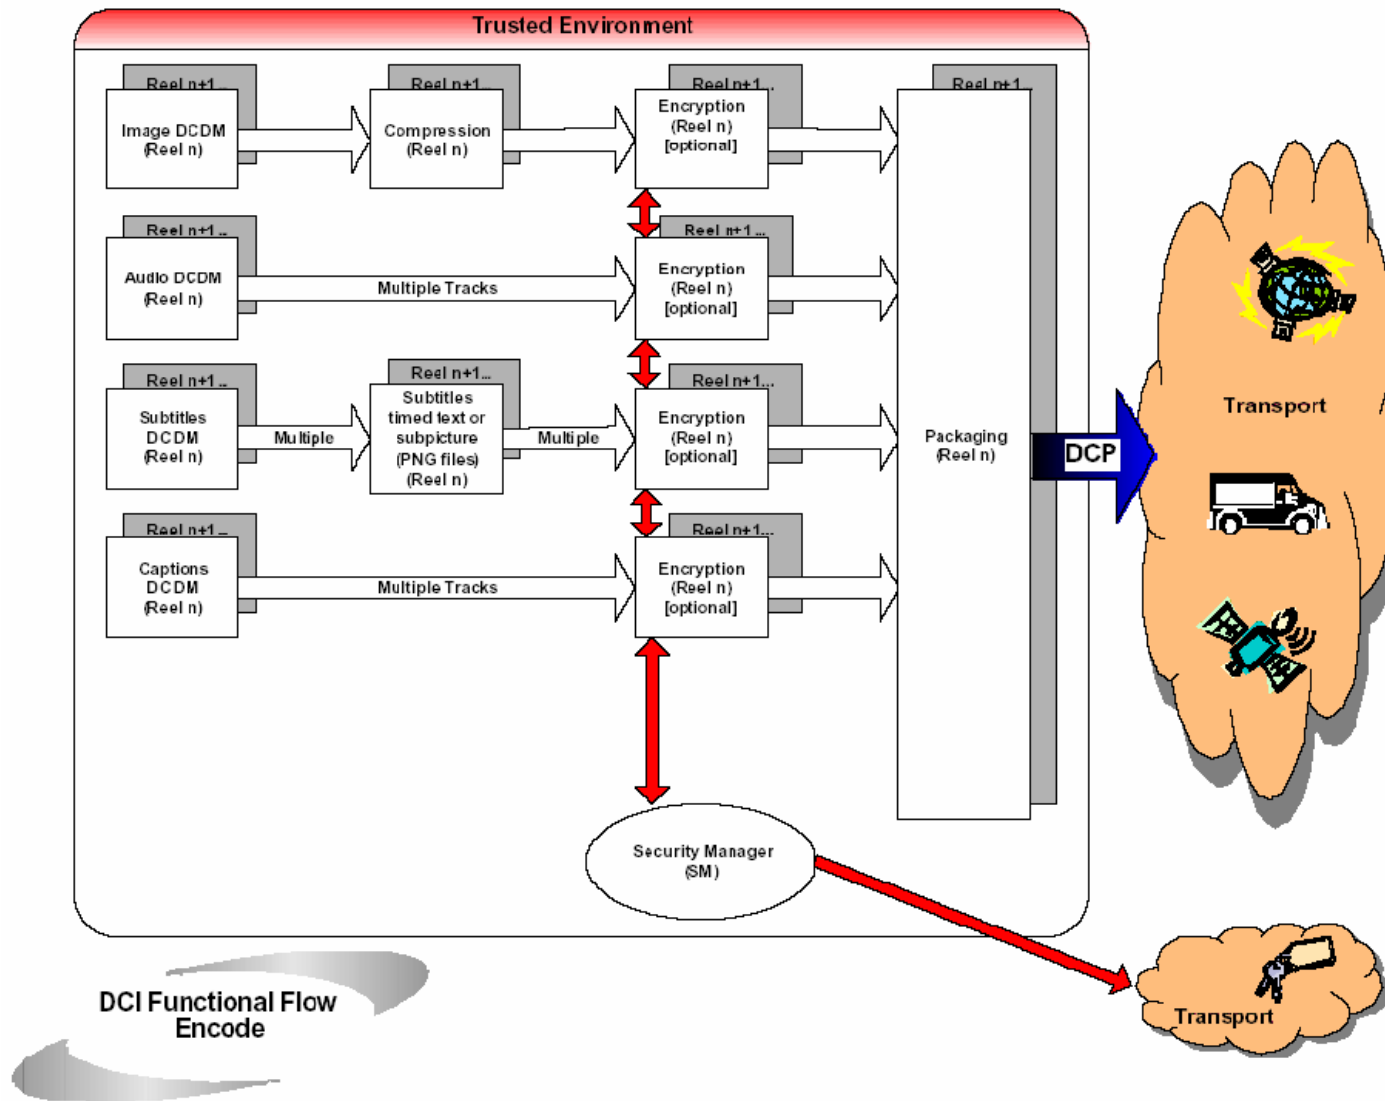 Trusted Environment
Reel n+1...
Image DCDM
(Reel n)
Reel n+1...
Compression
(Reel n)
Reel n+1...
Encryption
(Reel n)
[optional]
Reel n+1...
Packaging
(Reel n)
Reel n+1...
Audio DCDM
(Reel n)
Multiple Tracks
Reel n+1...
Encryption
(Reel n)
[optional]
Reel n+1...
Subtitles
DCDM
(Reel n)
Multiple
Reel n+1...
Subtitles
timed text or
subpicture
(PNG files)
(Reel n)
Multiple
Reel n+1...
Encryption
(Reel n)
[optional]
Reel n+1...
Captions
DCDM
(Reel n)
Multiple Tracks
Reel n+1...
Encryption
(Reel n)
[optional]
DCP
Transport
Security Manager
(SM)
Transport
DCI Functional Flow
Encode